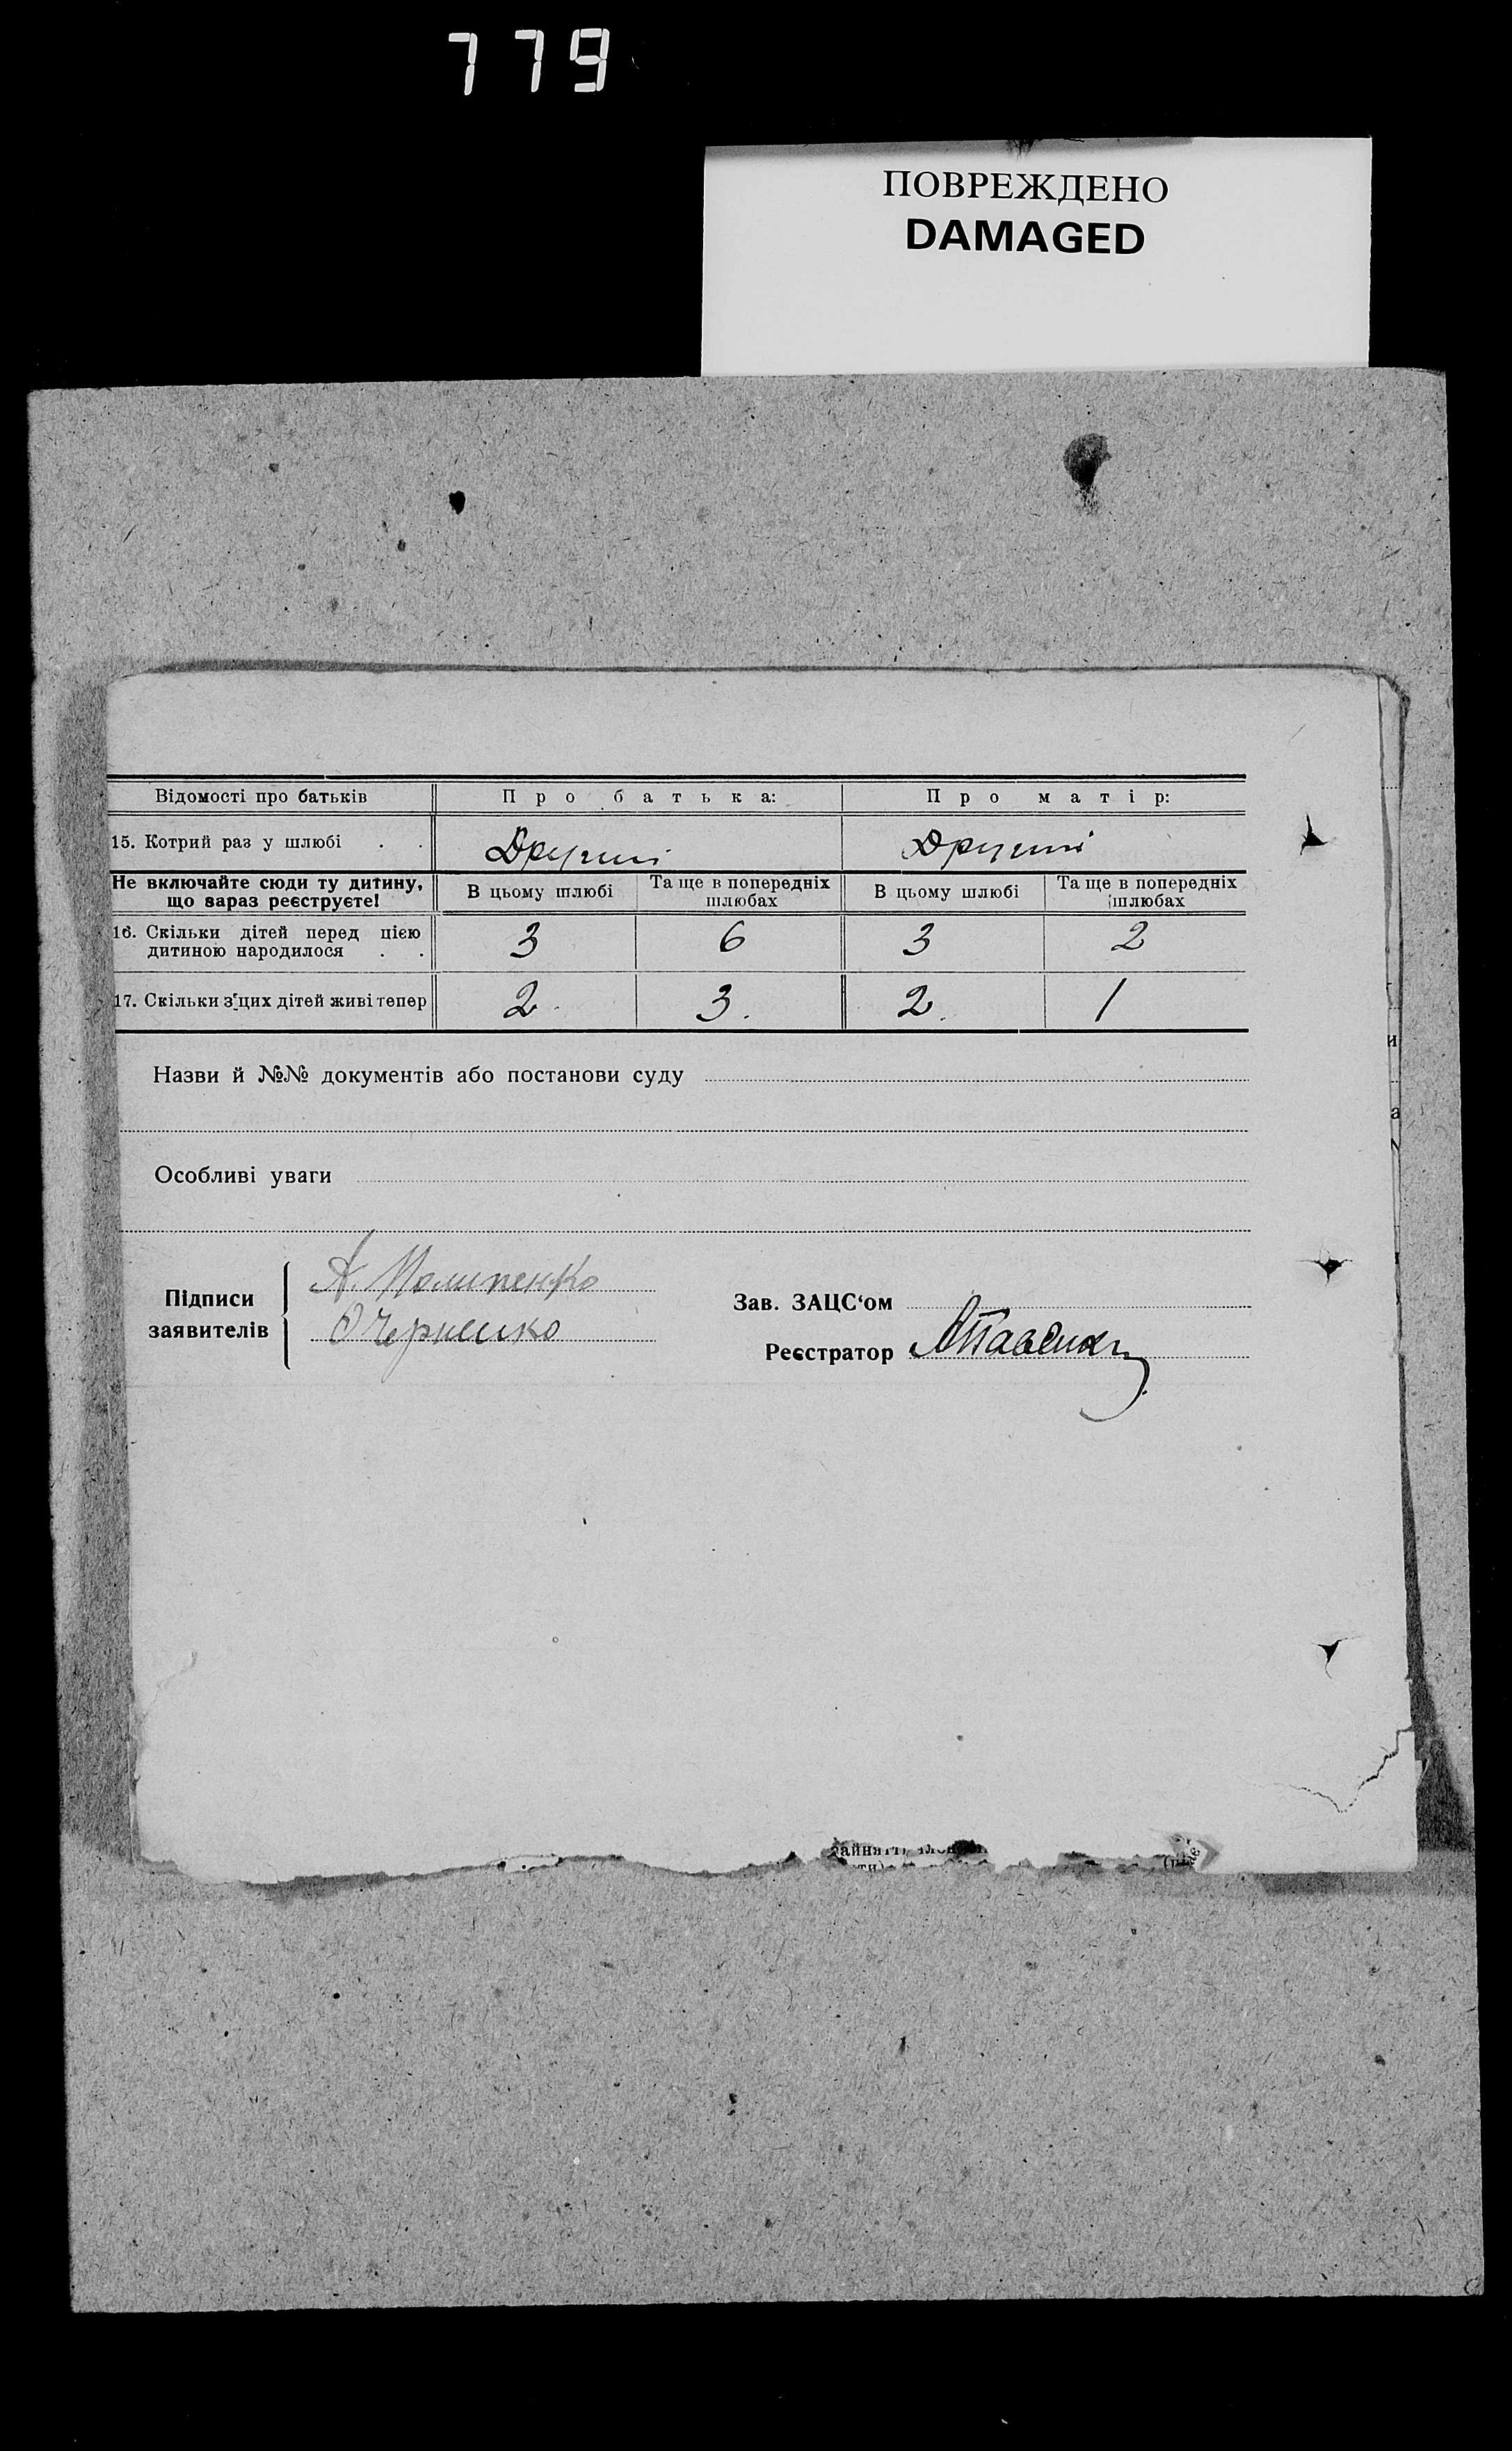 779
ПОВРЕЖДЕНО
DAMAGED
Відомості про батьків Про батька: Про матір:
15. Котрий раз у шлюбі . . Другий Другий
Не включайте сюди ту дитину, що зараз реєструєте! В цьому шлюбі Та ще в попередніх шлюбах В цьому шлюбі Та ще в попередніх шлюбах
16. Скільки дітей перед цією
дитиною народилося . . 3 6 3 2
17. Скільки з цих дітей живі тепер 2 3. 2. 1
Назви й №№ документів або постанови суду
Особливі уваги
Підписи
заявителів
О Черненко
Зав. ЗАЦС‘ом
Реєстратор